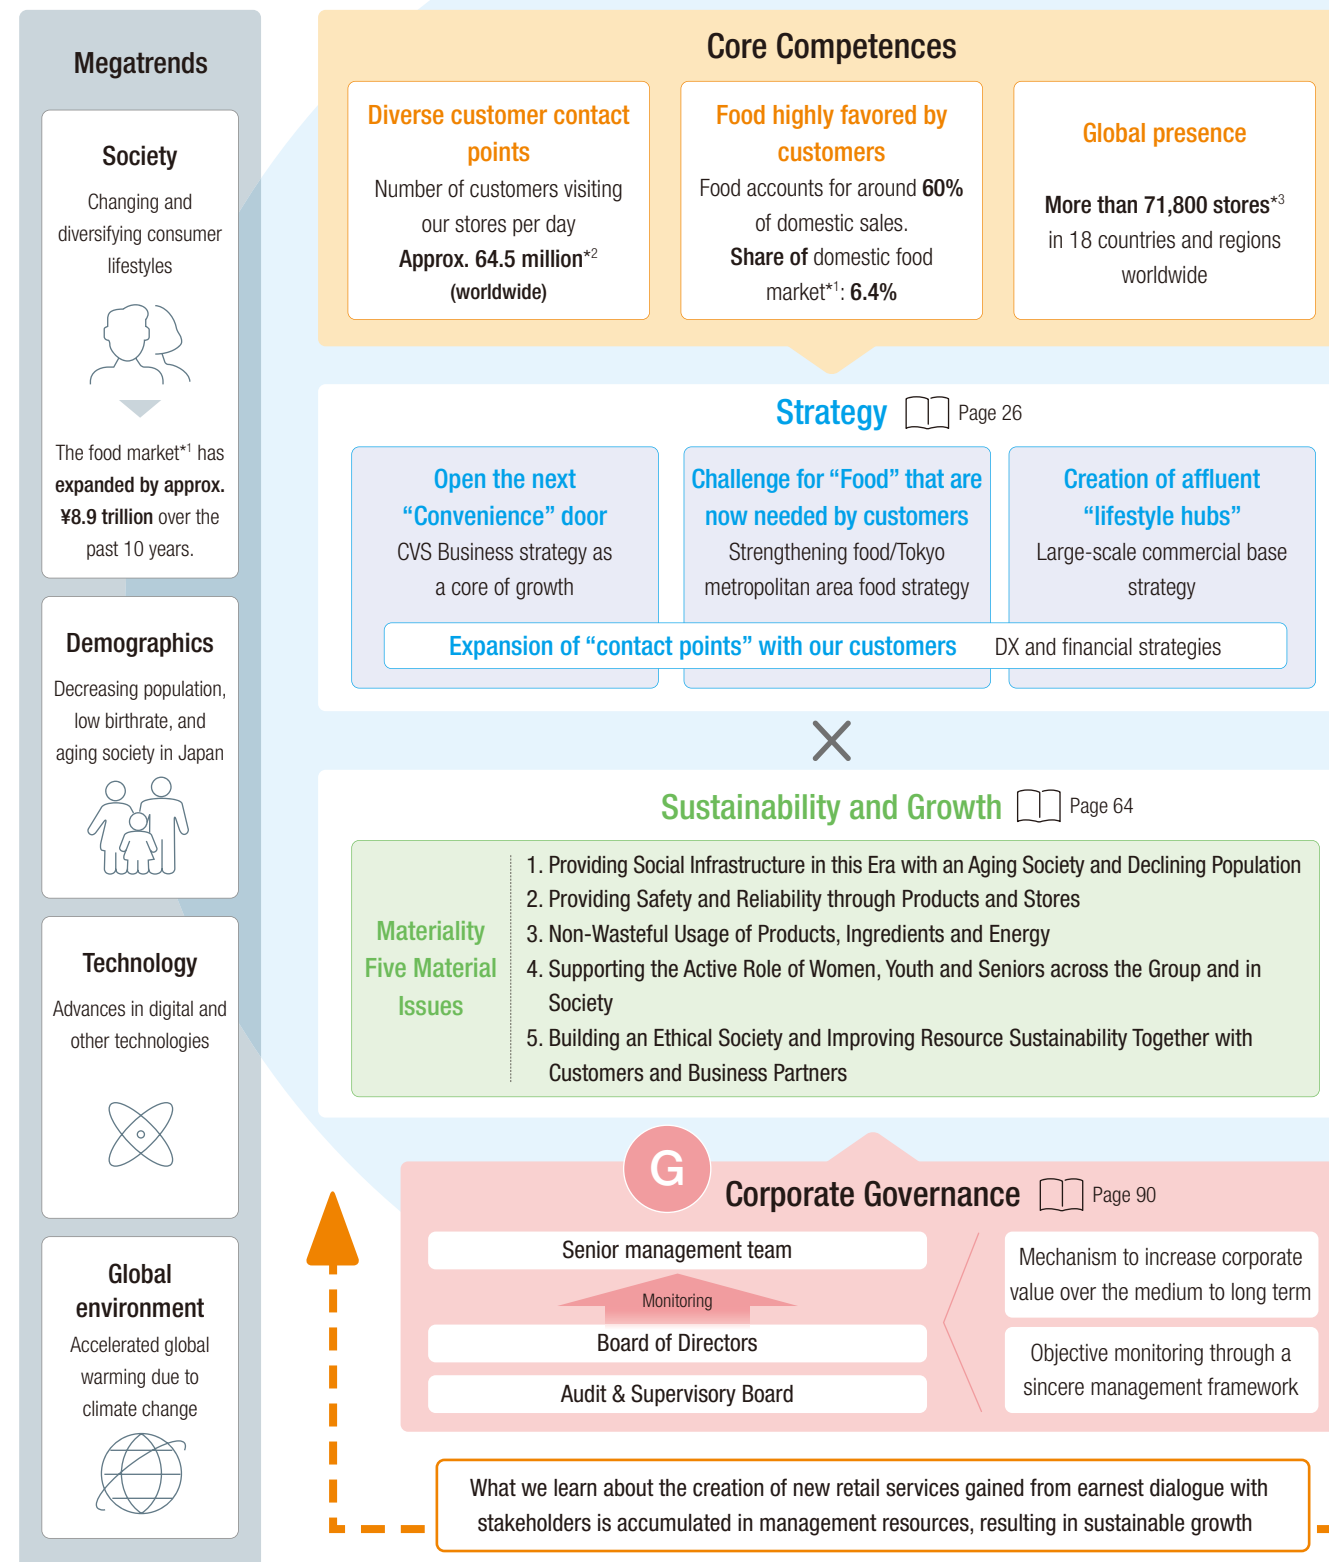 Megatrends
Society
Changing and
diversifying consumer
lifestyles
The food market*1 has
expanded by approx.
¥8.9 trillion over the
past 10 years.
Demographics
Decreasing population,
low birthrate, and
aging society in Japan
Technology
Advances in digital and
other technologies
Global
environment
Accelerated global
warming due to
climate change
Core Competences
Diverse customer contact
points
Number of customers visiting
our stores per day
Approx. 64.5 million*2
(worldwide)
Food highly favored by
customers
Food accounts for around 60%
of domestic sales.
Share of domestic food
market*1: 6.4%
Global presence
More than 71,800 stores*3
in 18 countries and regions
worldwide
Strategy Page 26
Open the next
“Convenience” door
CVS Business strategy as
a core of growth
Challenge for “Food” that are
now needed by customers
Strengthening food/Tokyo
metropolitan area food strategy
Creation of affluent
“lifestyle hubs”
Large-scale commercial base
strategy
Expansion of “contact points” with our customers DX and financial strategies
Sustainability and Growth Page 64
Materiality
Five Material
Issues
1. Providing Social Infrastructure in this Era with an Aging Society and Declining Population
2. Providing Safety and Reliability through Products and Stores
3. Non-Wasteful Usage of Products, Ingredients and Energy
4. Supporting the Active Role of Women, Youth and Seniors across the Group and in
Society
5. Building an Ethical Society and Improving Resource Sustainability Together with
Customers and Business Partners
G
Corporate Governance Page 90
Senior management team
Monitoring
Board of Directors
Audit & Supervisory Board
Mechanism to increase corporate
value over the medium to long term
Objective monitoring through a
sincere management framework
What we learn about the creation of new retail services gained from earnest dialogue with
stakeholders is accumulated in management resources, resulting in sustainable growth